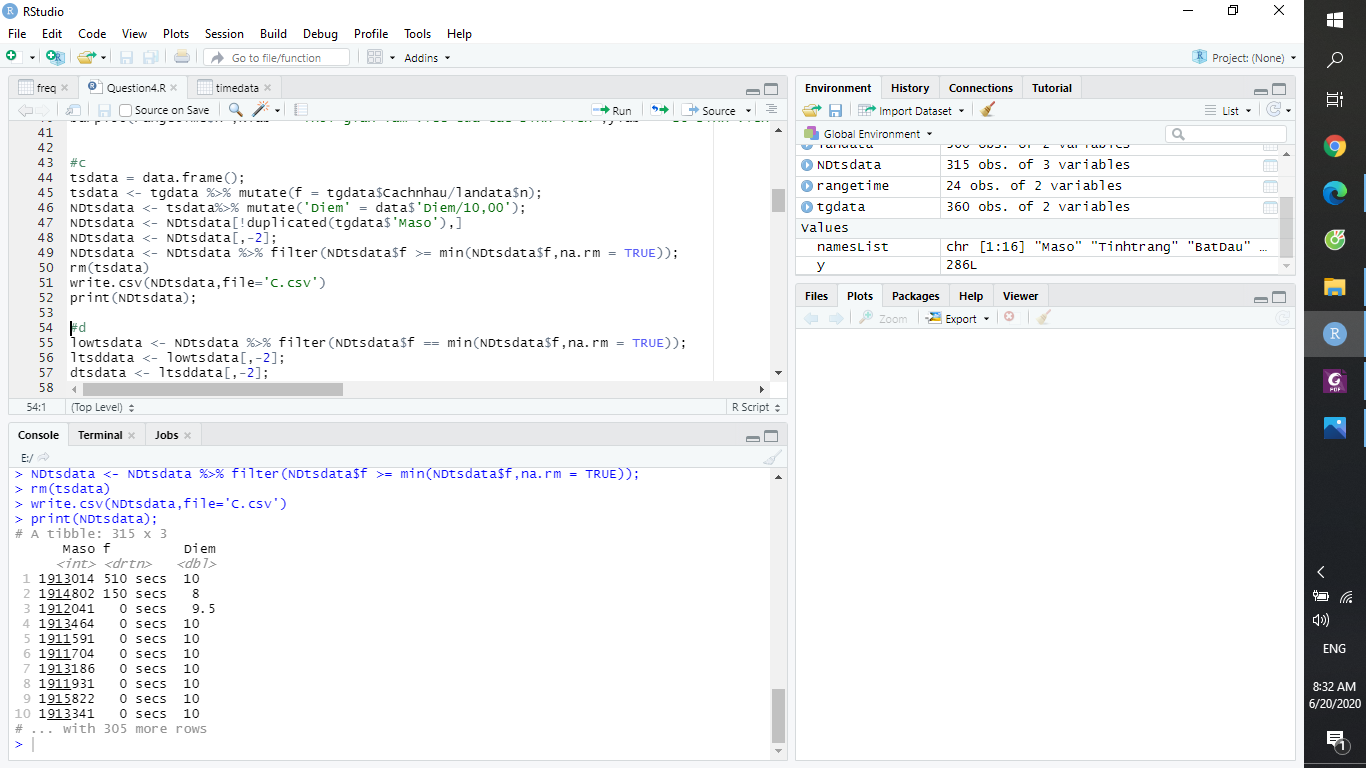 RStudio
File Edit Code View Plots Session Build Debug Profile Tools Help
Go to file/function Addins Project: (None)
freq Question4.R timedata
Source on Save Run Source
41
42
43 #c
44 tsdata = data.frame();
45 tsdata <- tgdata %>% mutate(f = tgdata$Cachnhau/landata$n);
46 NDtsdata <- tsdata%>% mutate('Diem' = data$'Diem/10,00');
47 NDtsdata <- NDtsdata[!duplicated(tgdata$'Maso'),]
48 NDtsdata <- NDtsdata[,-2];
49 NDtsdata <- NDtsdata %>% filter(NDtsdata$f >= min(NDtsdata$f,na.rm = TRUE));
50 rm(tsdata)
51 write.csv(NDtsdata,file='C.csv')
52 print(NDtsdata);
53
54 #d
55 lowtsdata <- NDtsdata %>% filter(NDtsdata$f == min(NDtsdata$f,na.rm = TRUE));
56 ltsddata <- lowtsdata[,-2];
57 dtsdata <- ltsddata[,-2];
58
54:1 (Top Level) R Script
Console Terminal Jobs
E:/
> NDtsdata <- NDtsdata %>% filter(NDtsdata$f >= min(NDtsdata$f,na.rm = TRUE));
> rm(tsdata)
> write.csv(NDtsdata,file='C.csv')
> print(NDtsdata);
# A tibble: 315 x 3
Maso f Diem
<int> <drtn> <dbl>
1 1913014 510 secs 10
2 1914802 150 secs 8
3 1912041 0 secs 9.5
4 1913464 0 secs 10
5 1911591 0 secs 10
6 1911704 0 secs 10
7 1913186 0 secs 10
8 1911931 0 secs 10
9 1915822 0 secs 10
10 1913341 0 secs 10
# ... with 305 more rows
>
Environment History Connections Tutorial
Import Dataset List
Global Environment
landata 360 obs. of 2 variables
NDtsdata 315 obs. of 3 variables
rangetime 24 obs. of 2 variables
tgdata 360 obs. of 2 variables
Values
namesList chr [1:16] "Maso" "Tinhtrang" "BatDau" …
y 286L
Files Plots Packages Help Viewer
Zoom Export
ENG
8:32 AM
6/20/2020
1